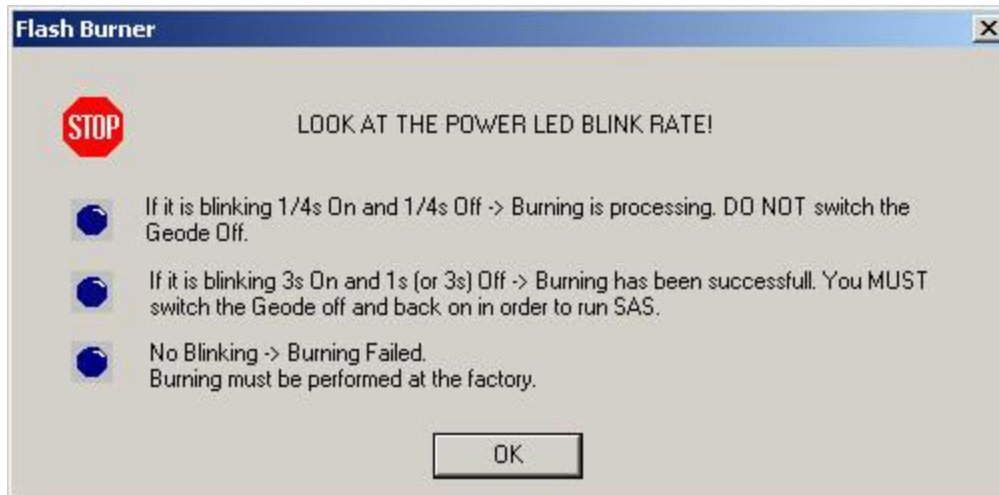 Flash Burner
STOP
LOOK AT THE POWER LED BLINK RATE!
If it is blinking 1/4s On and 1/4s Off -> Burning is processing. DO NOT switch the
Geode Off.
If it is blinking 3s On and 1s (or 3s) Off -> Burning has been successfull. You MUST
switch the Geode off and back on in order to run SAS.
No Blinking -> Burning Failed.
Burning must be performed at the factory.
OK